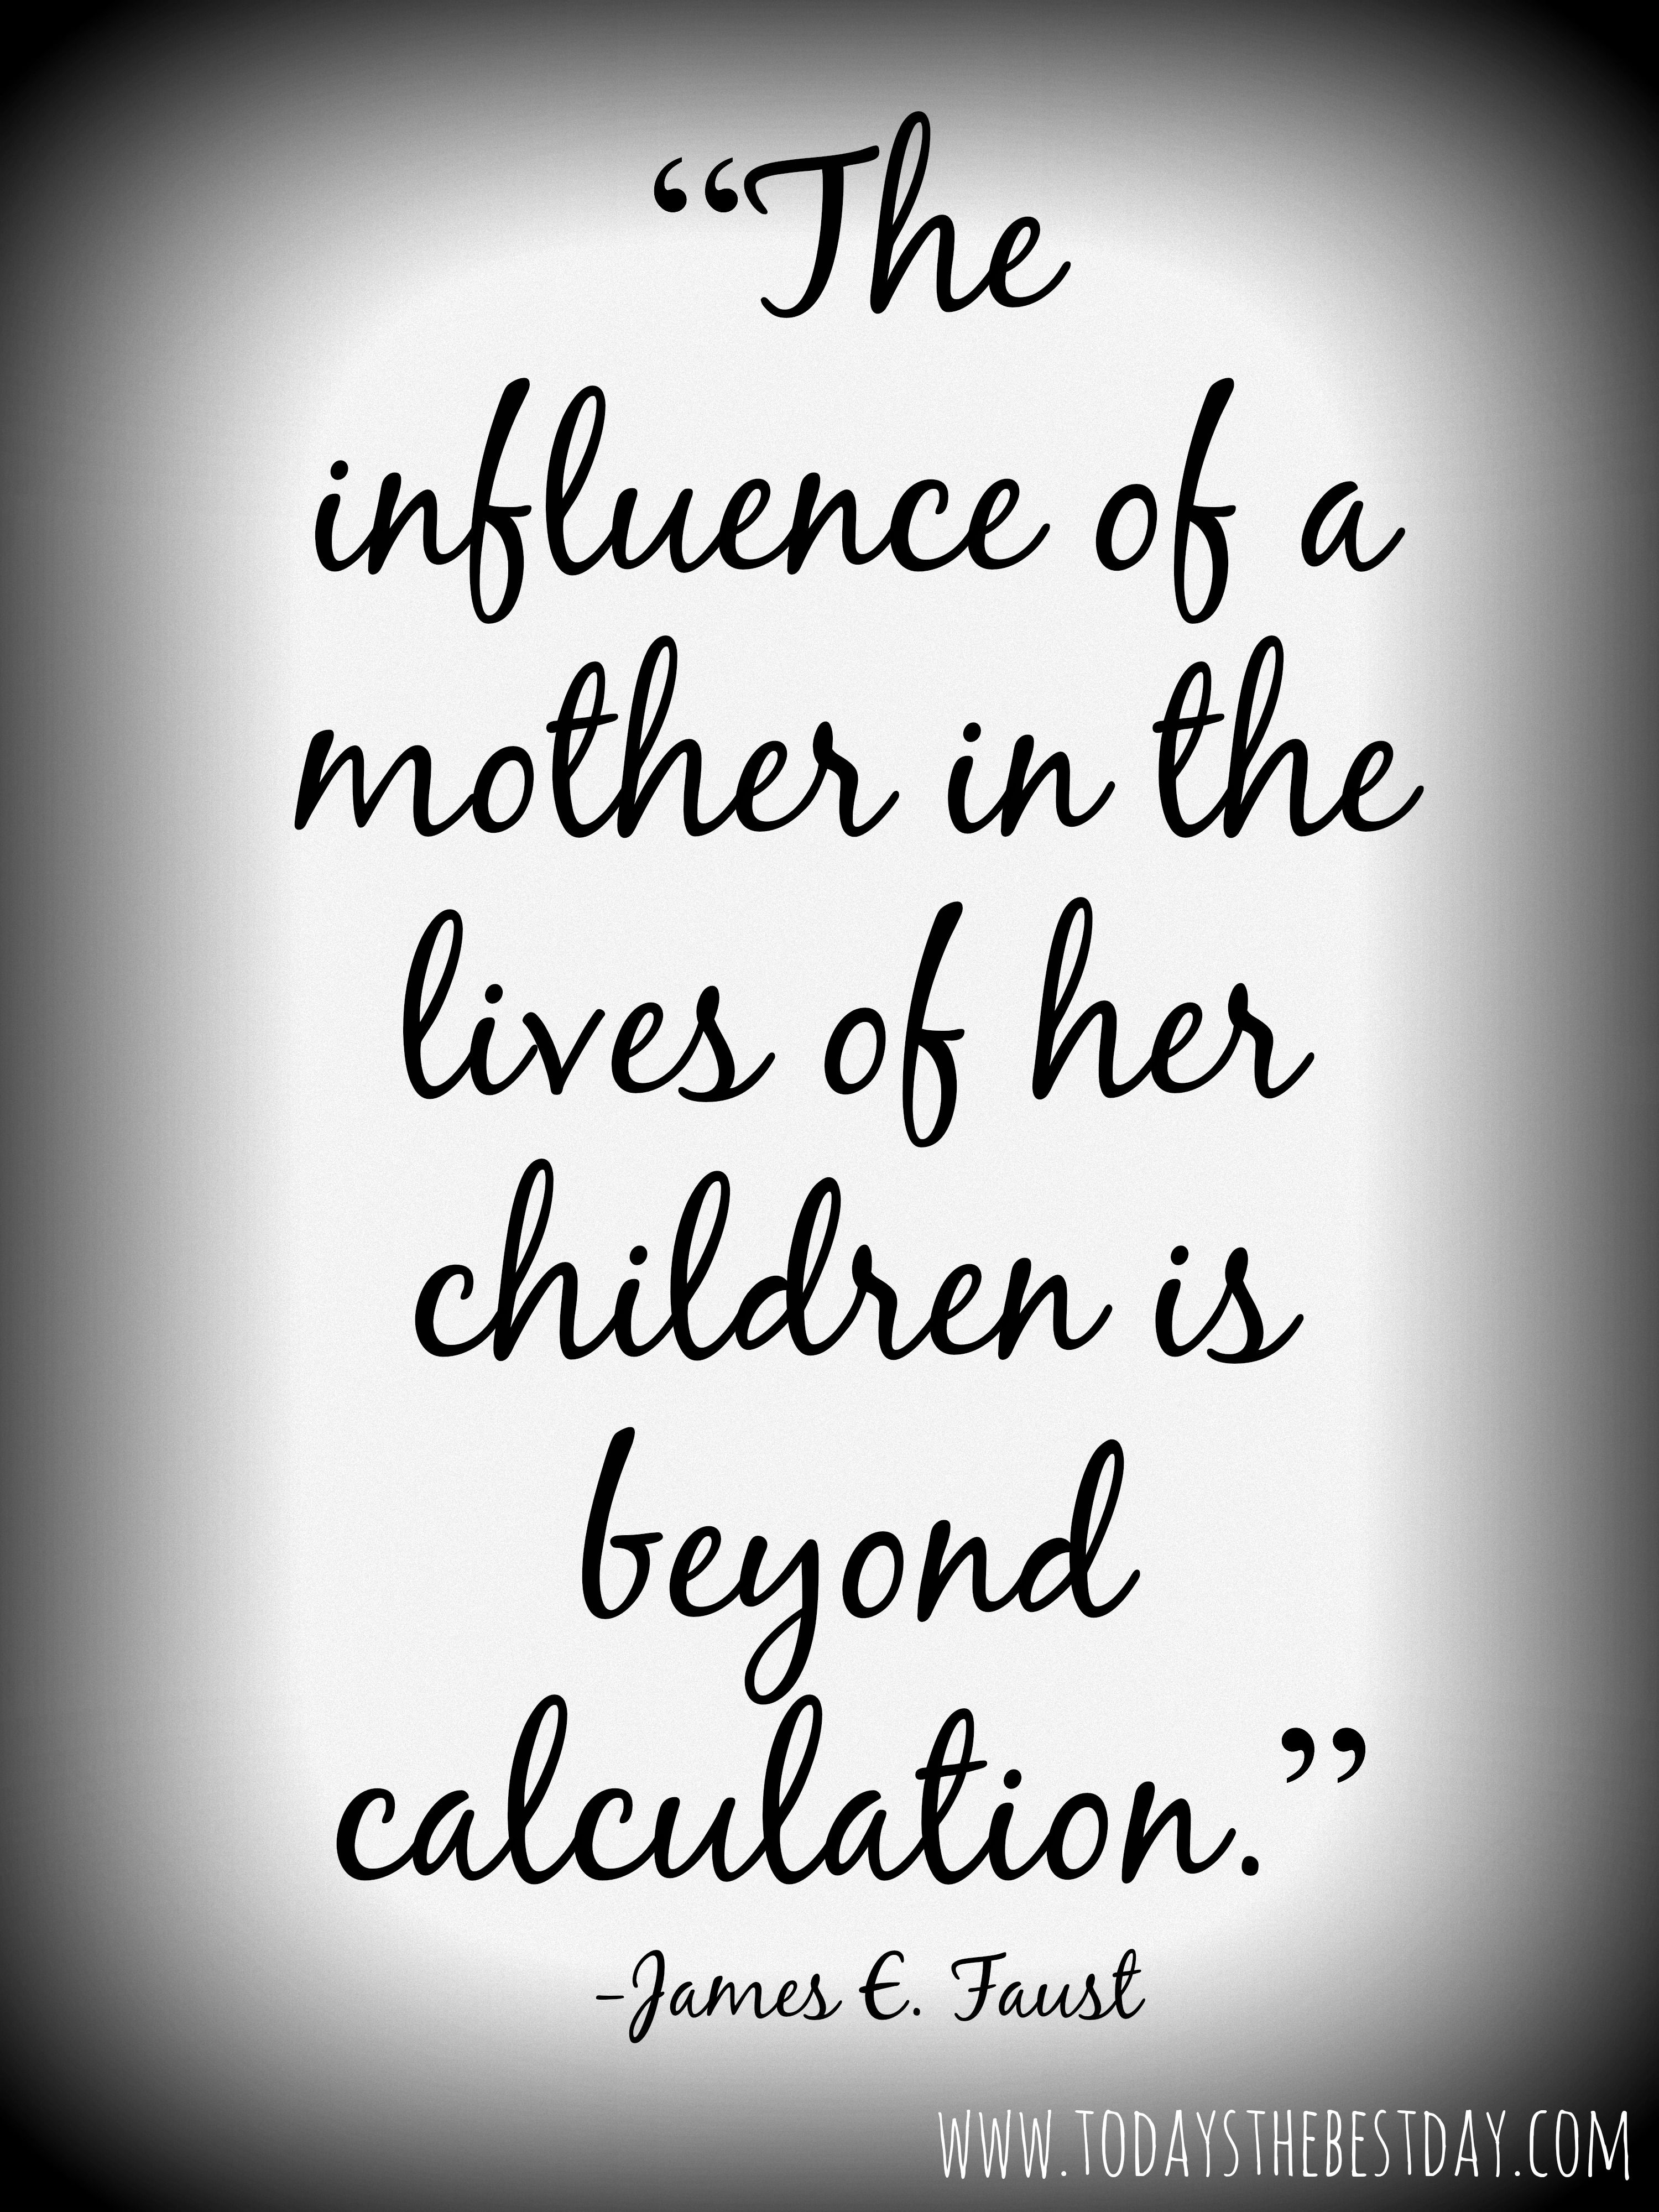 “The
influence of a
mother in the
lives of her
children is
beyond
calculation.”
-James E. Faust
WWW.TODAYSTHEBESTDAY.COM